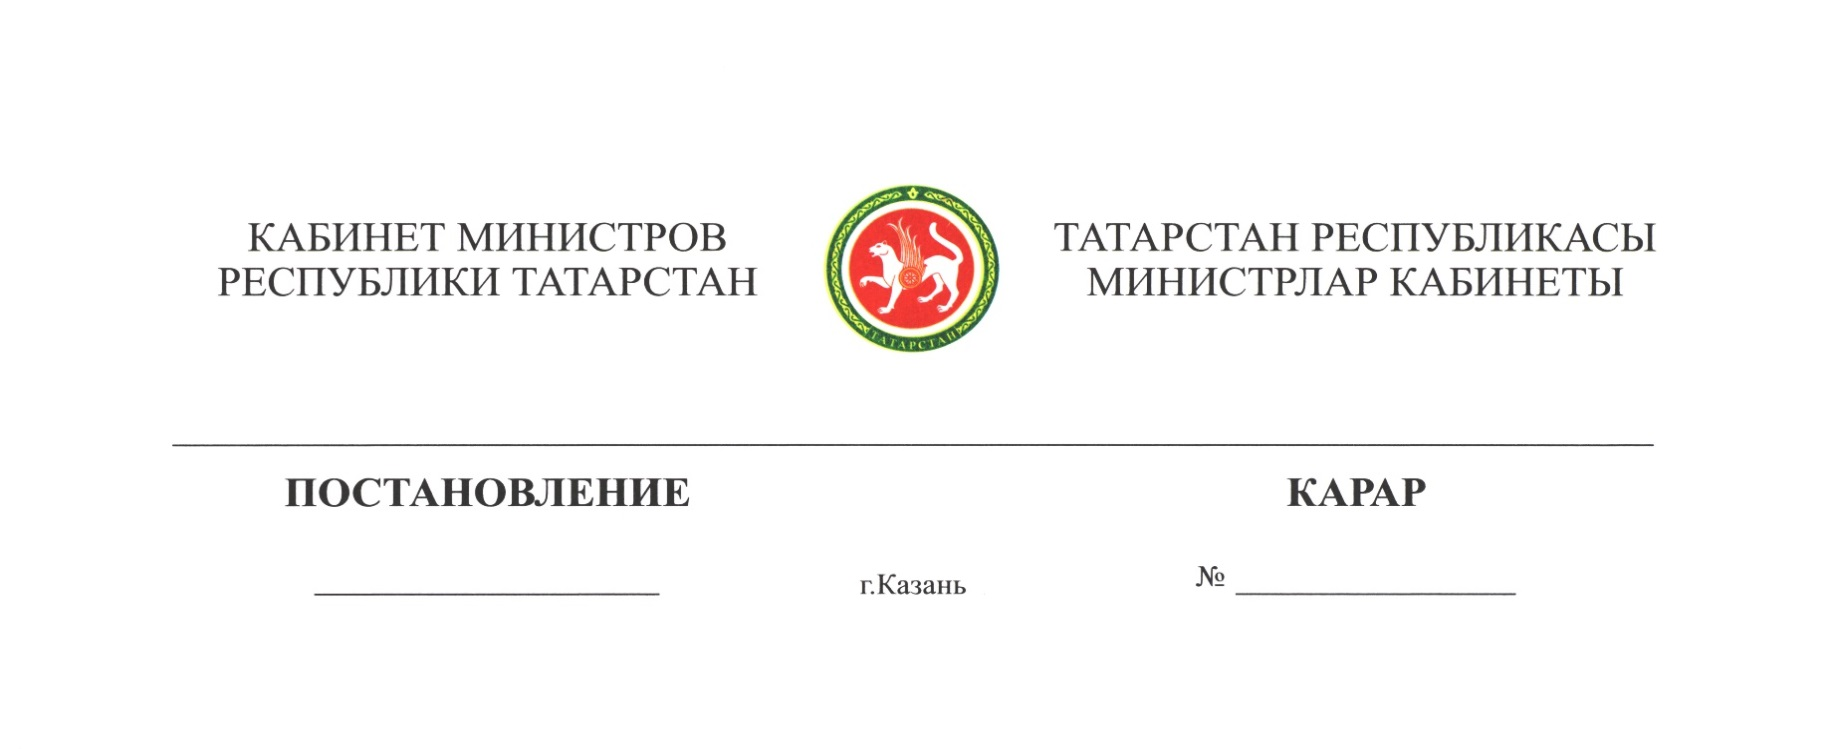 КАБИНЕТ МИНИСТРОВ
РЕСПУБЛИКИ ТАТАРСТАН
ТАТАРСТАН
ТАТАРСТАН РЕСПУБЛИКАСЫ
МИНИСТРЛАР КАБИНЕТЫ
ПОСТАНОВЛЕНИЕ
КАРАР
г.Казань
№